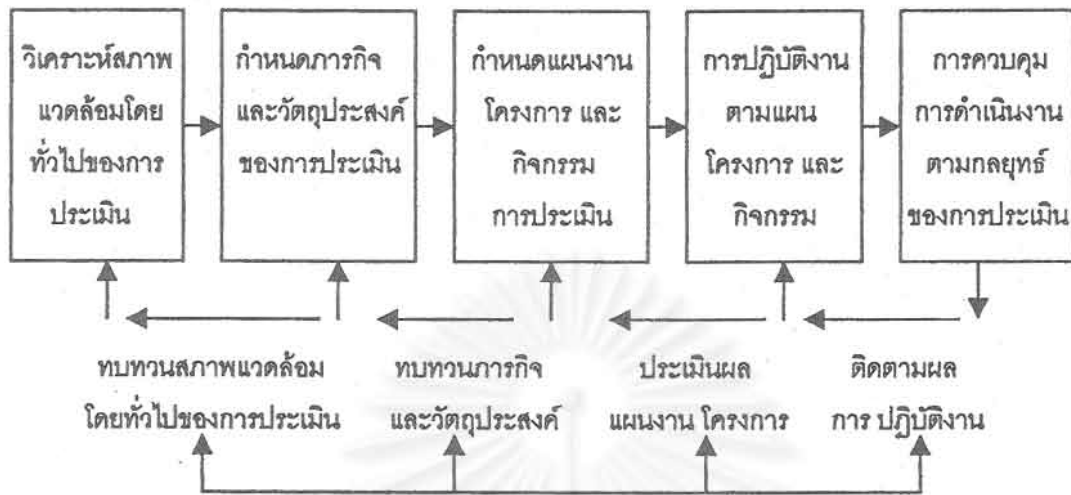 วิเคราะห์สภาพ
แวดล้อมโดย
ทั่วไปของการ
ประเมิน
กำหนดภารกิจ
และวัตถุประสงค์
ของการประเมิน
กำหนดแผนงาน
โครงการ และ
กิจกรรม
การประเมิน
การปฏิบัติงาน
ตามแผน
โครงการ และ
กิจกรรม
การควบคุม
การดำเนินงาน
ตามกลยุทธ์
ของการประเมิน
ทบทวนสภาพแวดล้อม
โดยทั่วไปของการประเมิน
ทบทวนภารกิจ
และวัตถุประสงค์
ประเมินผล
แผนงาน โครงการ
ติดตามผล
การ ปฏิบัติงาน